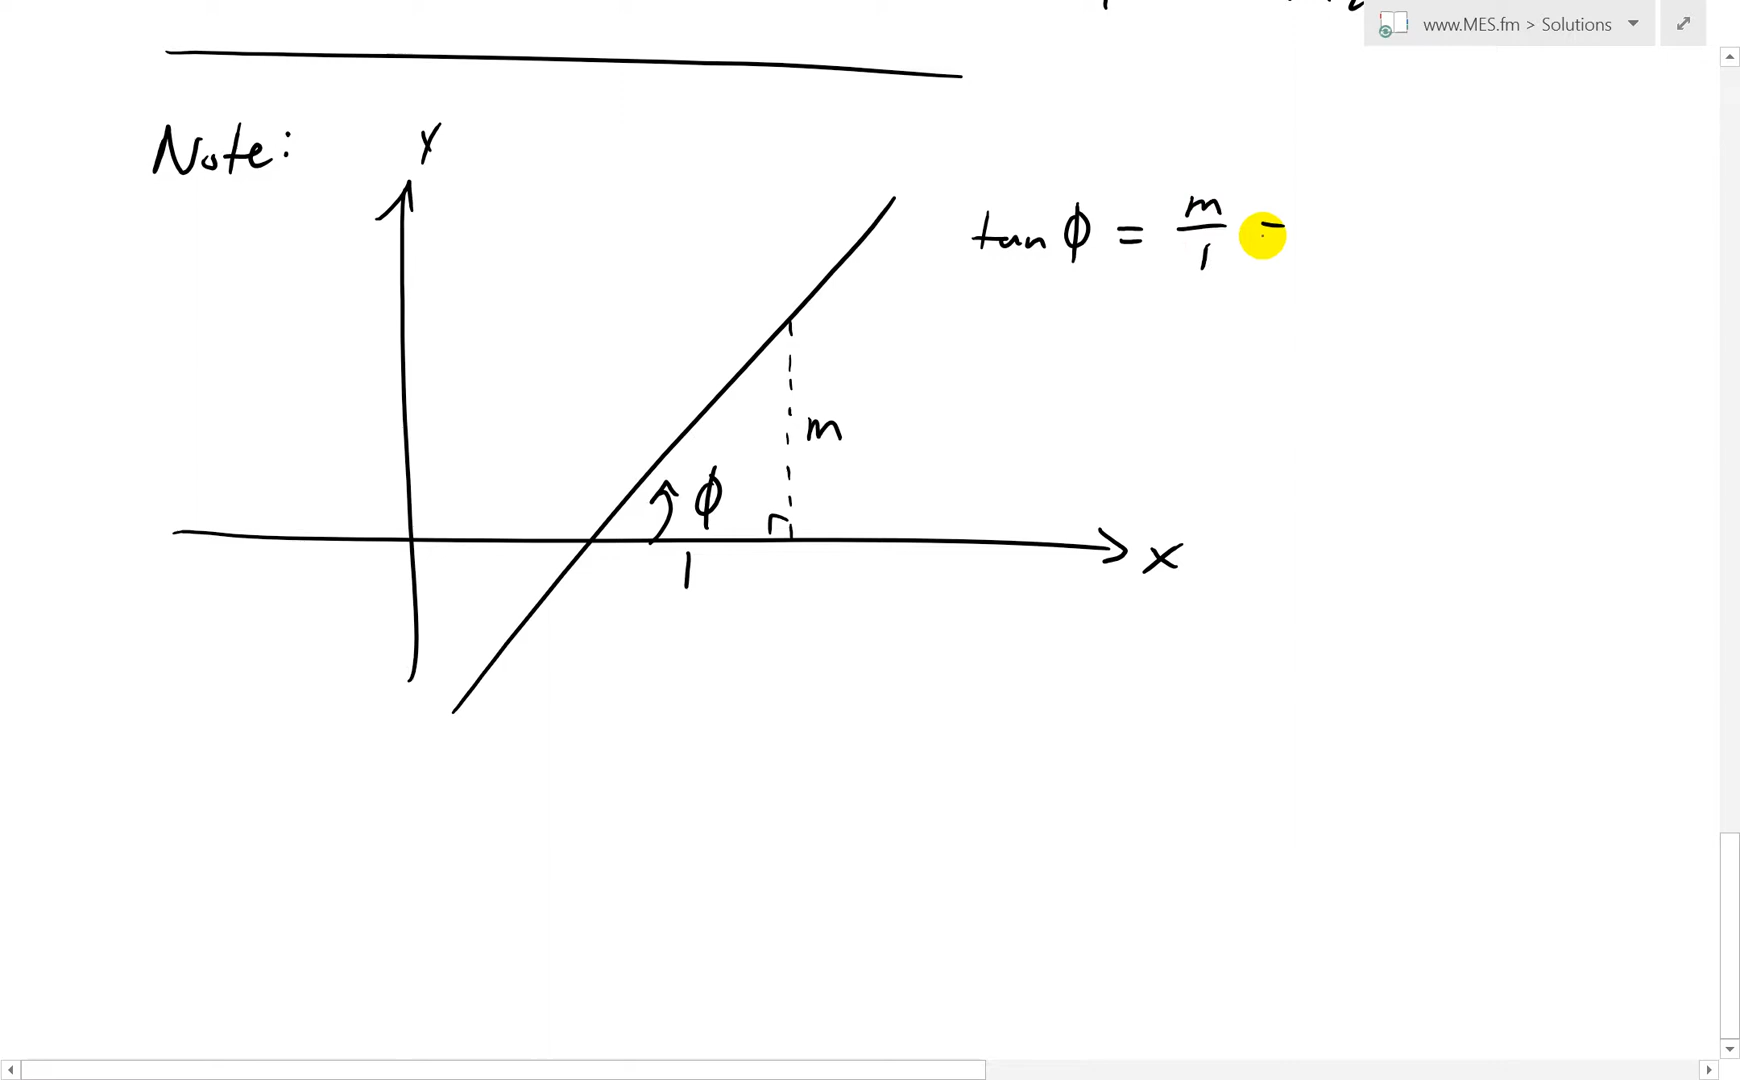 www.MES.fm > Solutions
Note:
y
tan ϕ = m/1 =
m
ϕ
1
x